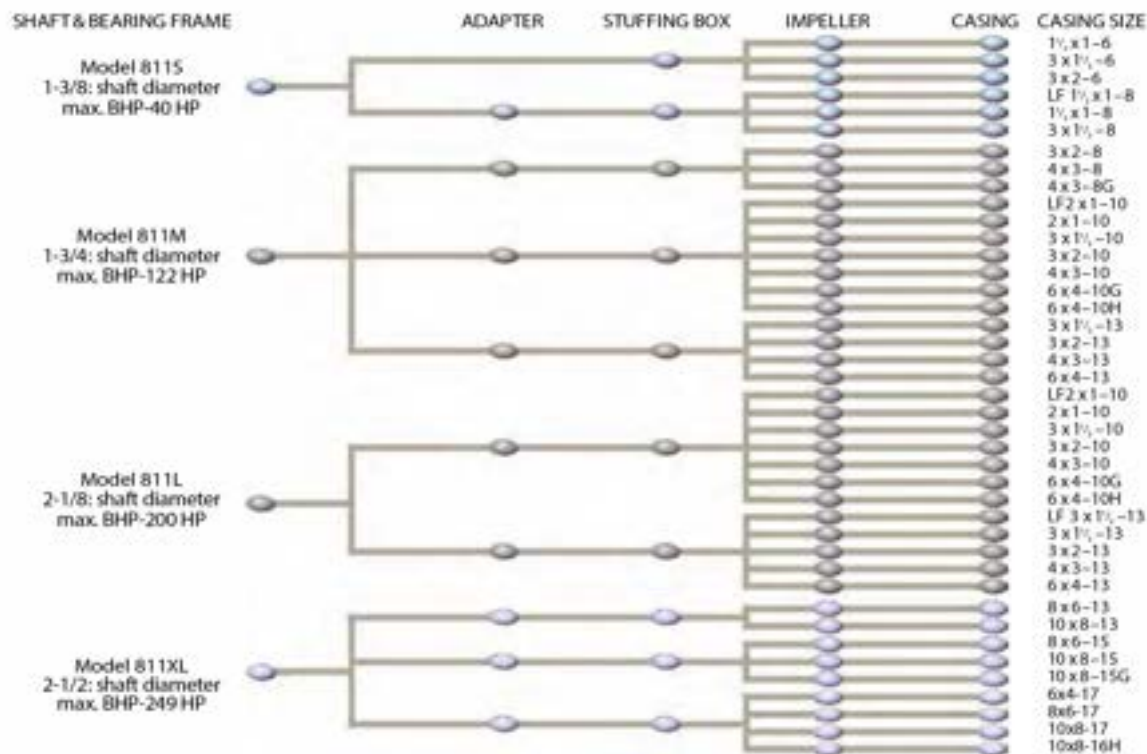 SHAFT & BEARING FRAME ADAPTER STUFFING BOX IMPELLER CASING CASING SIZE
Model 811S
1-3/8: shaft diameter
max. BHP-40 HP
1½ x 1-6
3 x 1½ -6
3 x 2-6
LF 1½ x 1-8
1½ x 1-8
3 x 1½ -8
Model 811M
1-3/4: shaft diameter
max. BHP-122 HP
3 x 2-8
4 x 3-8
4 x 3-8G
LF2 x 1-10
2 x 1-10
3 x 1½ -10
3 x 2-10
4 x 3-10
6 x 4-10G
6 x 4-10H
3 x 1½ -13
3 x 2-13
4 x 3-13
6 x 4-13
Model 811L
2-1/8: shaft diameter
max. BHP-200 HP
LF2 x 1-10
2 x 1-10
3 x 1½ -10
3 x 2-10
4 x 3-10
6 x 4-10G
6 x 4-10H
LF 3 x 1½ -13
3 x 1½ -13
3 x 2-13
4 x 3-13
6 x 4-13
Model 811XL
2-1/2: shaft diameter
max. BHP-249 HP
8 x 6-13
10 x 8-13
8 x 6-15
10 x 8-15
10 x 8-15G
6x4-17
8x6-17
10x8-17
10x8-16H